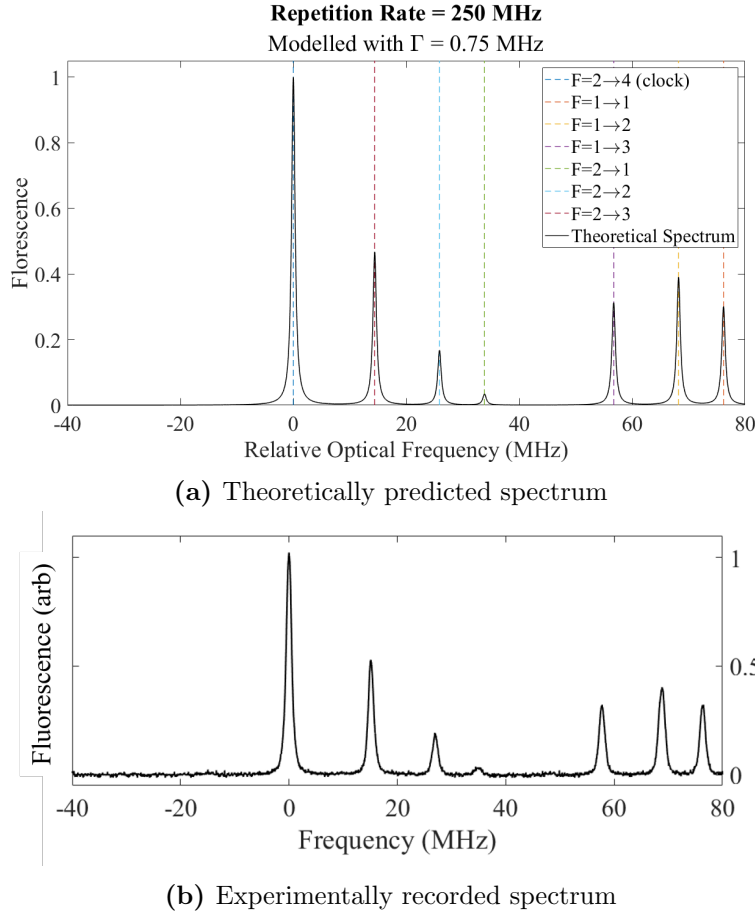 Repetition Rate = 250 MHz
Modelled with Γ = 0.75 MHz
Florescence
1
0.8
0.6
0.4
0.2
0
F=2→4 (clock)
F=1→1
F=1→2
F=1→3
F=2→1
F=2→2
F=2→3
Theoretical Spectrum
-40 -20 0 20 40 60 80
Relative Optical Frequency (MHz)
(a) Theoretically predicted spectrum
Fluorescence (arb)
1
0.5
0
-40 -20 0 20 40 60 80
Frequency (MHz)
(b) Experimentally recorded spectrum